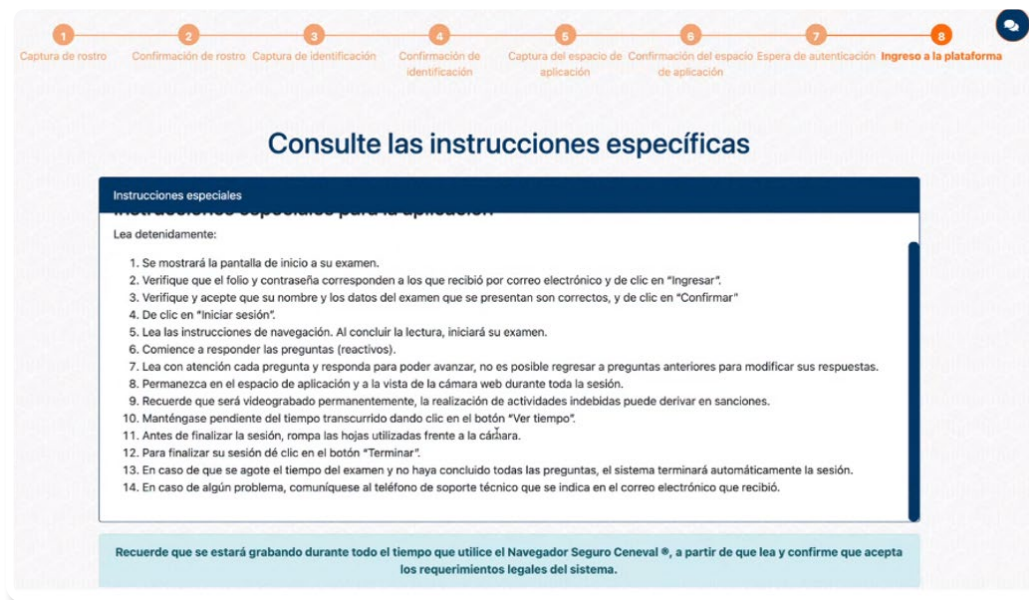 1
2
3
4
5
6
7
8
Captura de rostro
Confirmación de rostro
Captura de identificación
Confirmación de
identificación
Captura del espacio de
aplicación
Confirmación del espacio
de aplicación
Espera de autenticación
Ingreso a la plataforma
Consulte las instrucciones específicas
Instrucciones especiales
Instrucciones especiales para la aplicación
Lea detenidamente:
1. Se mostrará la pantalla de inicio a su examen.
2. Verifique que el folio y contraseña corresponden a los que recibió por correo electrónico y de clic en “Ingresar”.
3. Verifique y acepte que su nombre y los datos del examen que se presentan son correctos, y de clic en “Confirmar”
4. De clic en “Iniciar sesión”.
5. Lea las instrucciones de navegación. Al concluir la lectura, iniciará su examen.
6. Comience a responder las preguntas (reactivos).
7. Lea con atención cada pregunta y responda para poder avanzar, no es posible regresar a preguntas anteriores para modificar sus respuestas.
8. Permanezca en el espacio de aplicación y a la vista de la cámara web durante toda la sesión.
9. Recuerde que será videograbado permanentemente, la realización de actividades indebidas puede derivar en sanciones.
10. Manténgase pendiente del tiempo transcurrido dando clic en el botón “Ver tiempo”.
11. Antes de finalizar la sesión, rompa las hojas utilizadas frente a la cámara.
12. Para finalizar su sesión dé clic en el botón “Terminar”.
13. En caso de que se agote el tiempo del examen y no haya concluido todas las preguntas, el sistema terminará automáticamente la sesión.
14. En caso de algún problema, comuníquese al teléfono de soporte técnico que se indica en el correo electrónico que recibió.
Recuerde que se estará grabando durante todo el tiempo que utilice el Navegador Seguro Ceneval ®, a partir de que lea y confirme que acepta
los requerimientos legales del sistema.